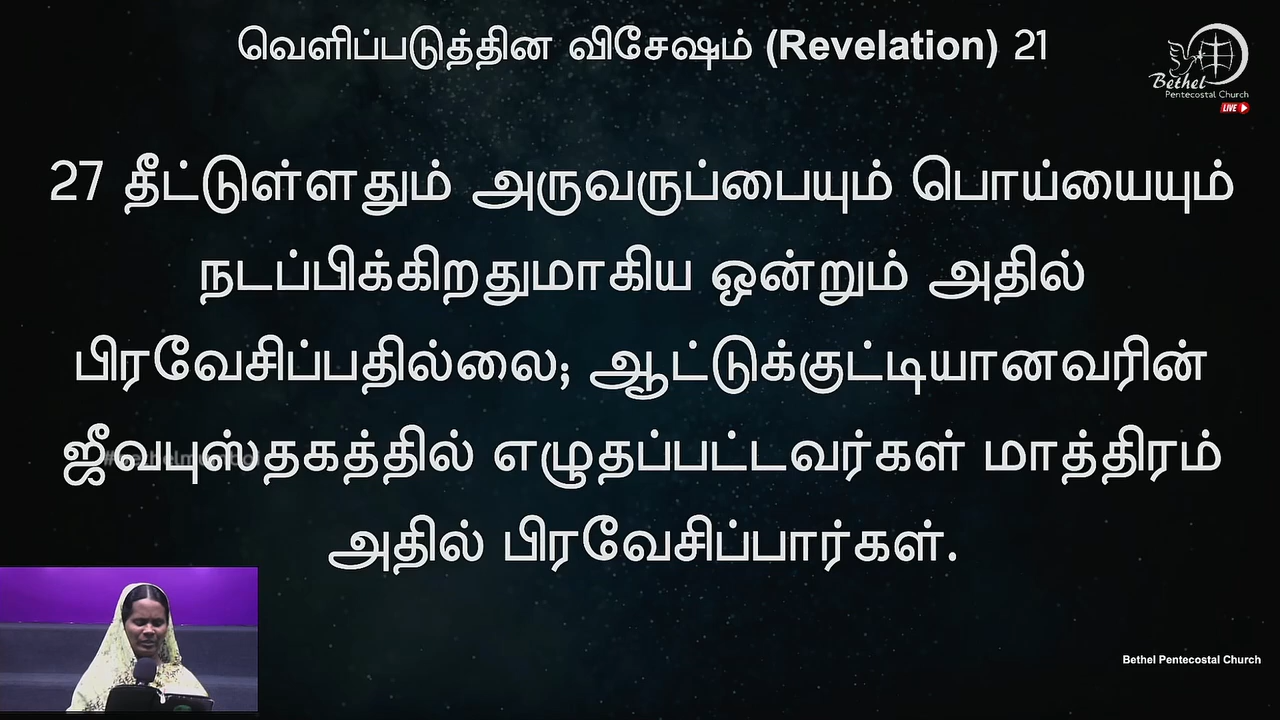 வெளிப்படுத்தின விசேஷம் (Revelation) 21
Bethel
Pentecostal Church
LIVE
27 தீட்டுள்ளதும் அருவருப்பையும் பொய்யையும்
நடப்பிக்கிறதுமாகிய ஒன்றும் அதில்
பிரவேசிப்பதில்லை; ஆட்டுக்குட்டியானவரின்
ஜீவபுஸ்தகத்தில் எழுதப்பட்டவர்கள் மாத்திரம்
அதில் பிரவேசிப்பார்கள்.
Bethel Pentecostal Church